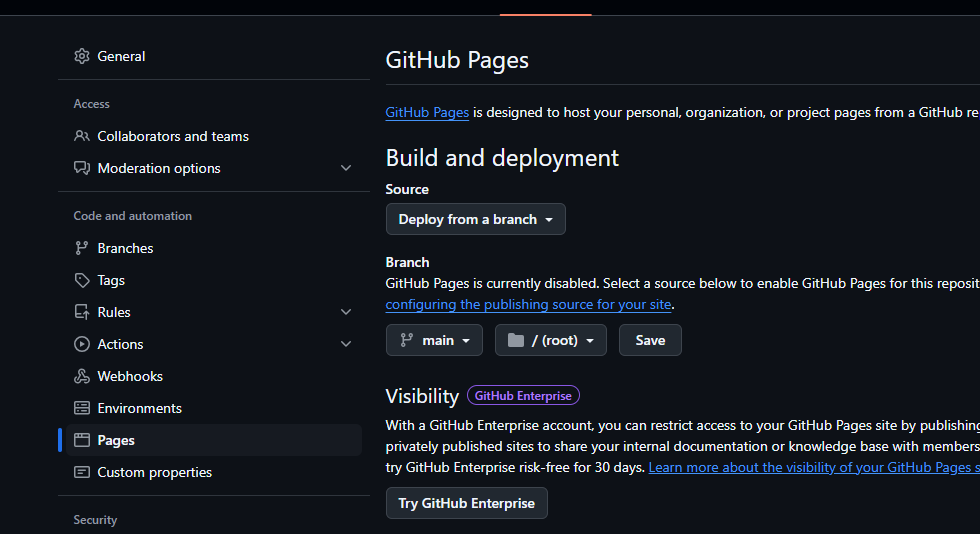 General
Access
Collaborators and teams
Moderation options
Code and automation
Branches
Tags
Rules
Actions
Webhooks
Environments
Pages
Custom properties
Security
GitHub Pages
GitHub Pages is designed to host your personal, organization, or project pages from a GitHub re
Build and deployment
Source
Deploy from a branch
Branch
GitHub Pages is currently disabled. Select a source below to enable GitHub Pages for this reposit
configuring the publishing source for your site.
main / (root) Save
Visibility GitHub Enterprise
With a GitHub Enterprise account, you can restrict access to your GitHub Pages site by publishing
privately published sites to share your internal documentation or knowledge base with members
try GitHub Enterprise risk-free for 30 days. Learn more about the visibility of your GitHub Pages s
Try GitHub Enterprise